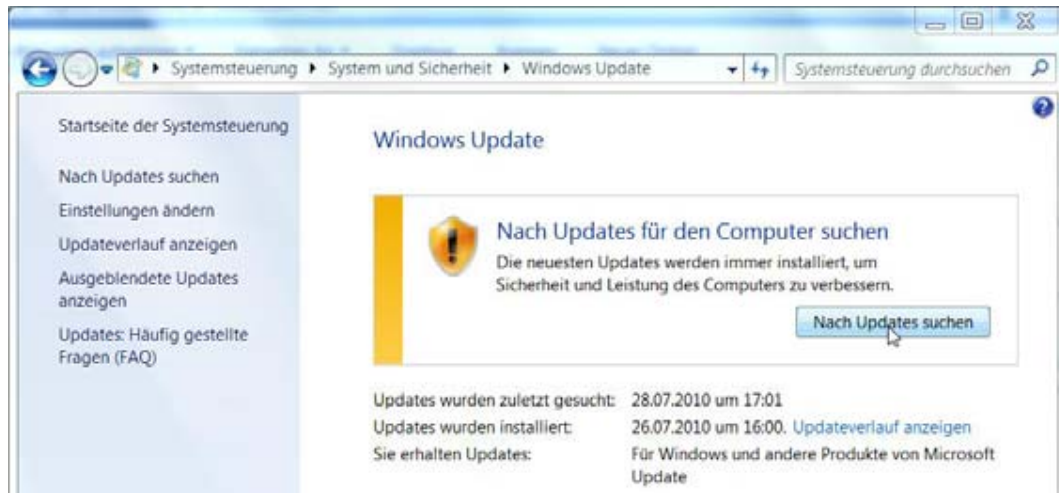 Systemsteuerung ▸ System und Sicherheit ▸ Windows Update
Systemsteuerung durchsuchen
Startseite der Systemsteuerung
Nach Updates suchen
Einstellungen ändern
Updateverlauf anzeigen
Ausgeblendete Updates
anzeigen
Updates: Häufig gestellte
Fragen (FAQ)
Windows Update
Nach Updates für den Computer suchen
Die neuesten Updates werden immer installiert, um
Sicherheit und Leistung des Computers zu verbessern.
Nach Updates suchen
Updates wurden zuletzt gesucht: 28.07.2010 um 17:01
Updates wurden installiert: 26.07.2010 um 16:00. Updateverlauf anzeigen
Sie erhalten Updates: Für Windows und andere Produkte von Microsoft
Update